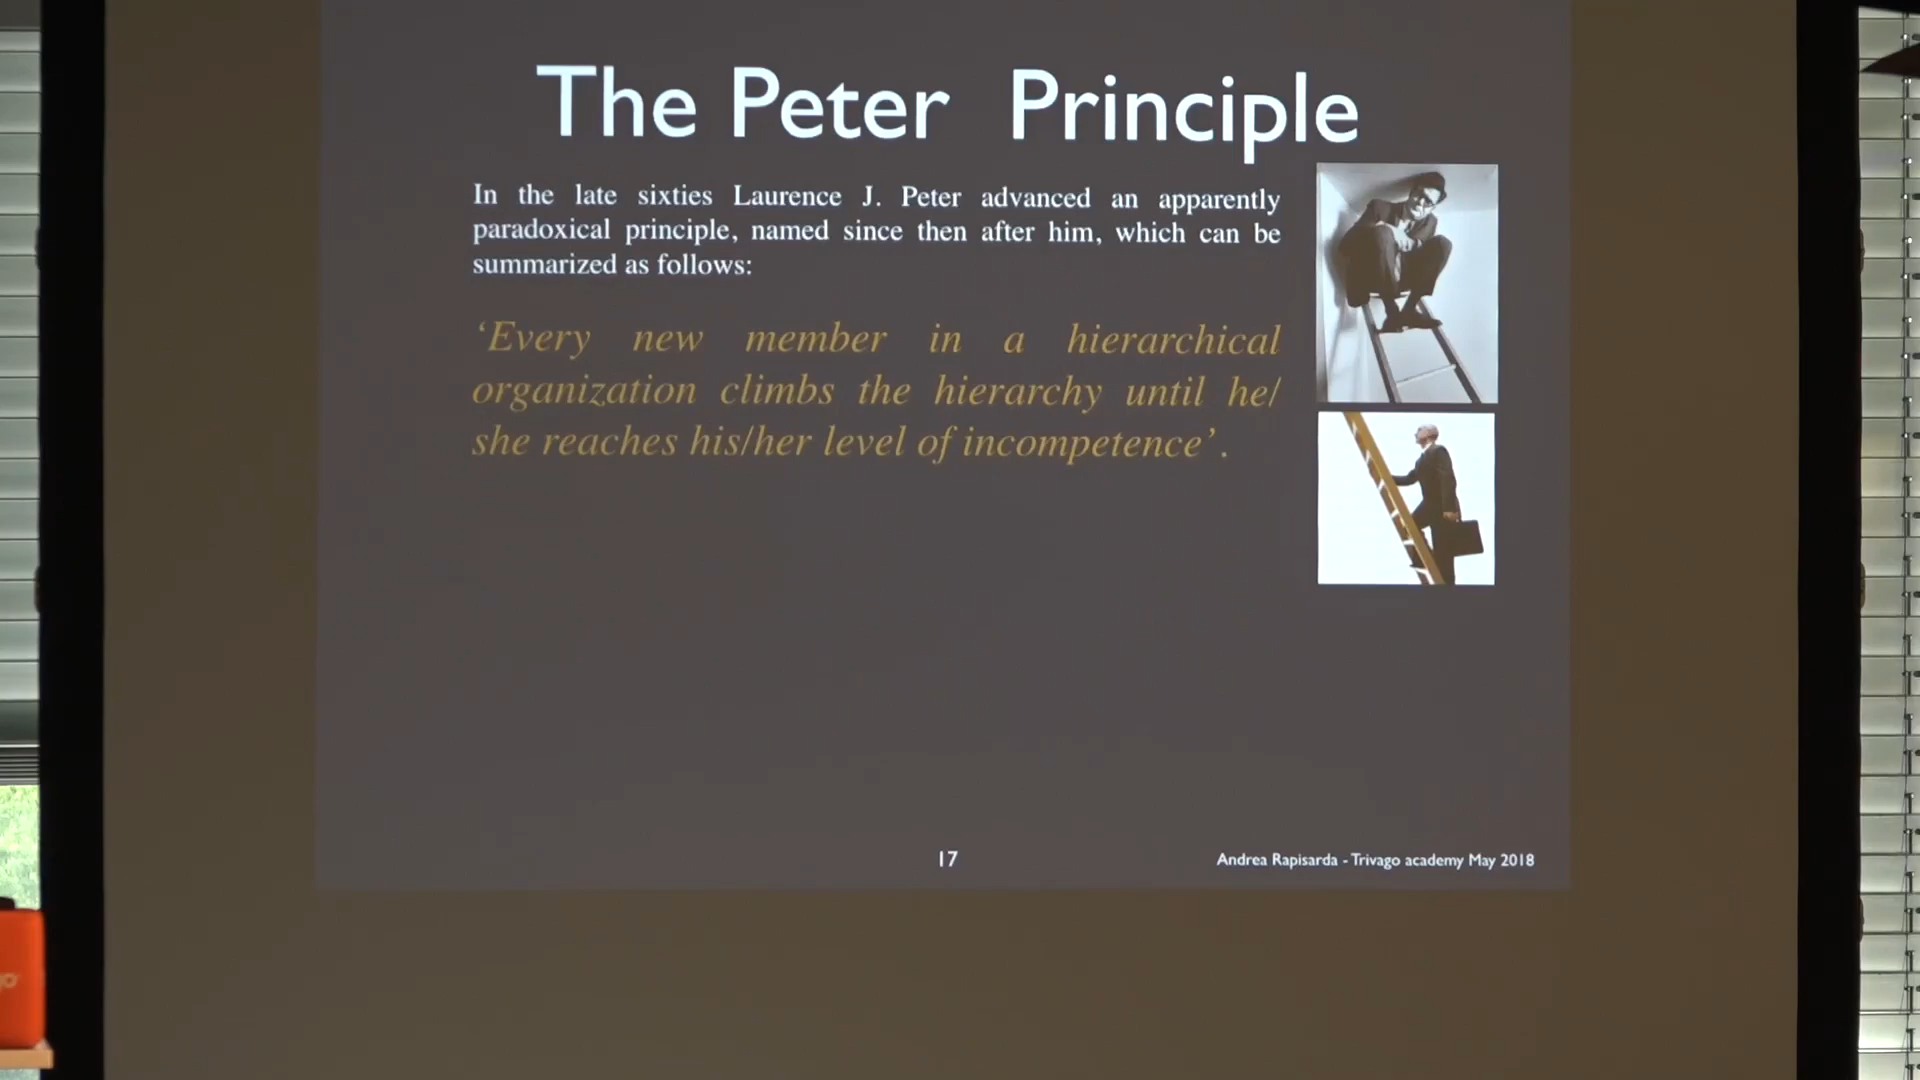 The Peter Principle
In the late sixties Laurence J. Peter advanced an apparently
paradoxical principle, named since then after him, which can be
summarized as follows:
‘Every new member in a hierarchical
organization climbs the hierarchy until he/
she reaches his/her level of incompetence’.
17
Andrea Rapisarda - Trivago academy May 2018